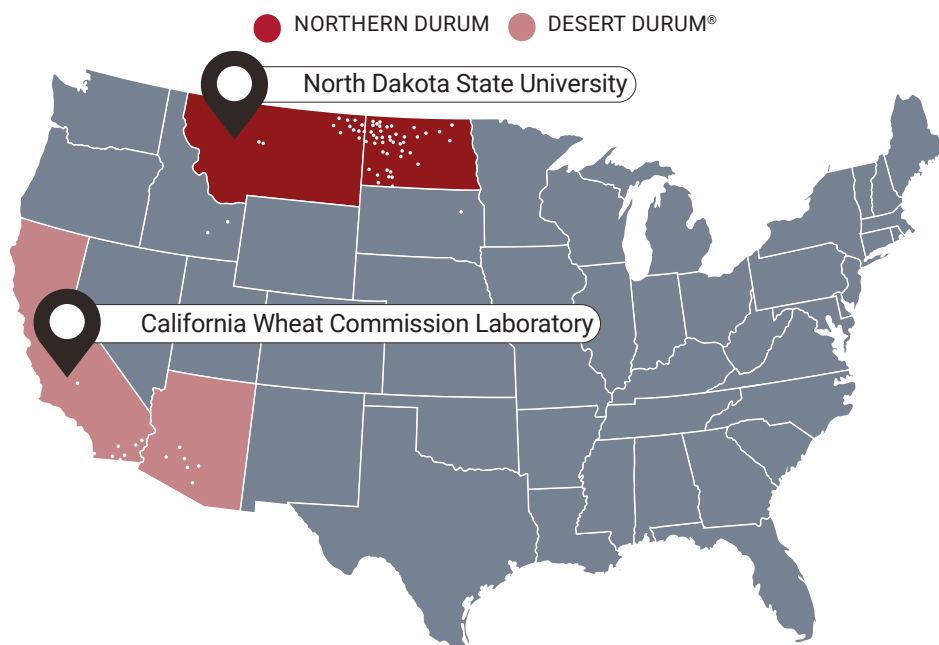 NORTHERN DURUM
DESERT DURUM®
North Dakota State University
California Wheat Commission Laboratory